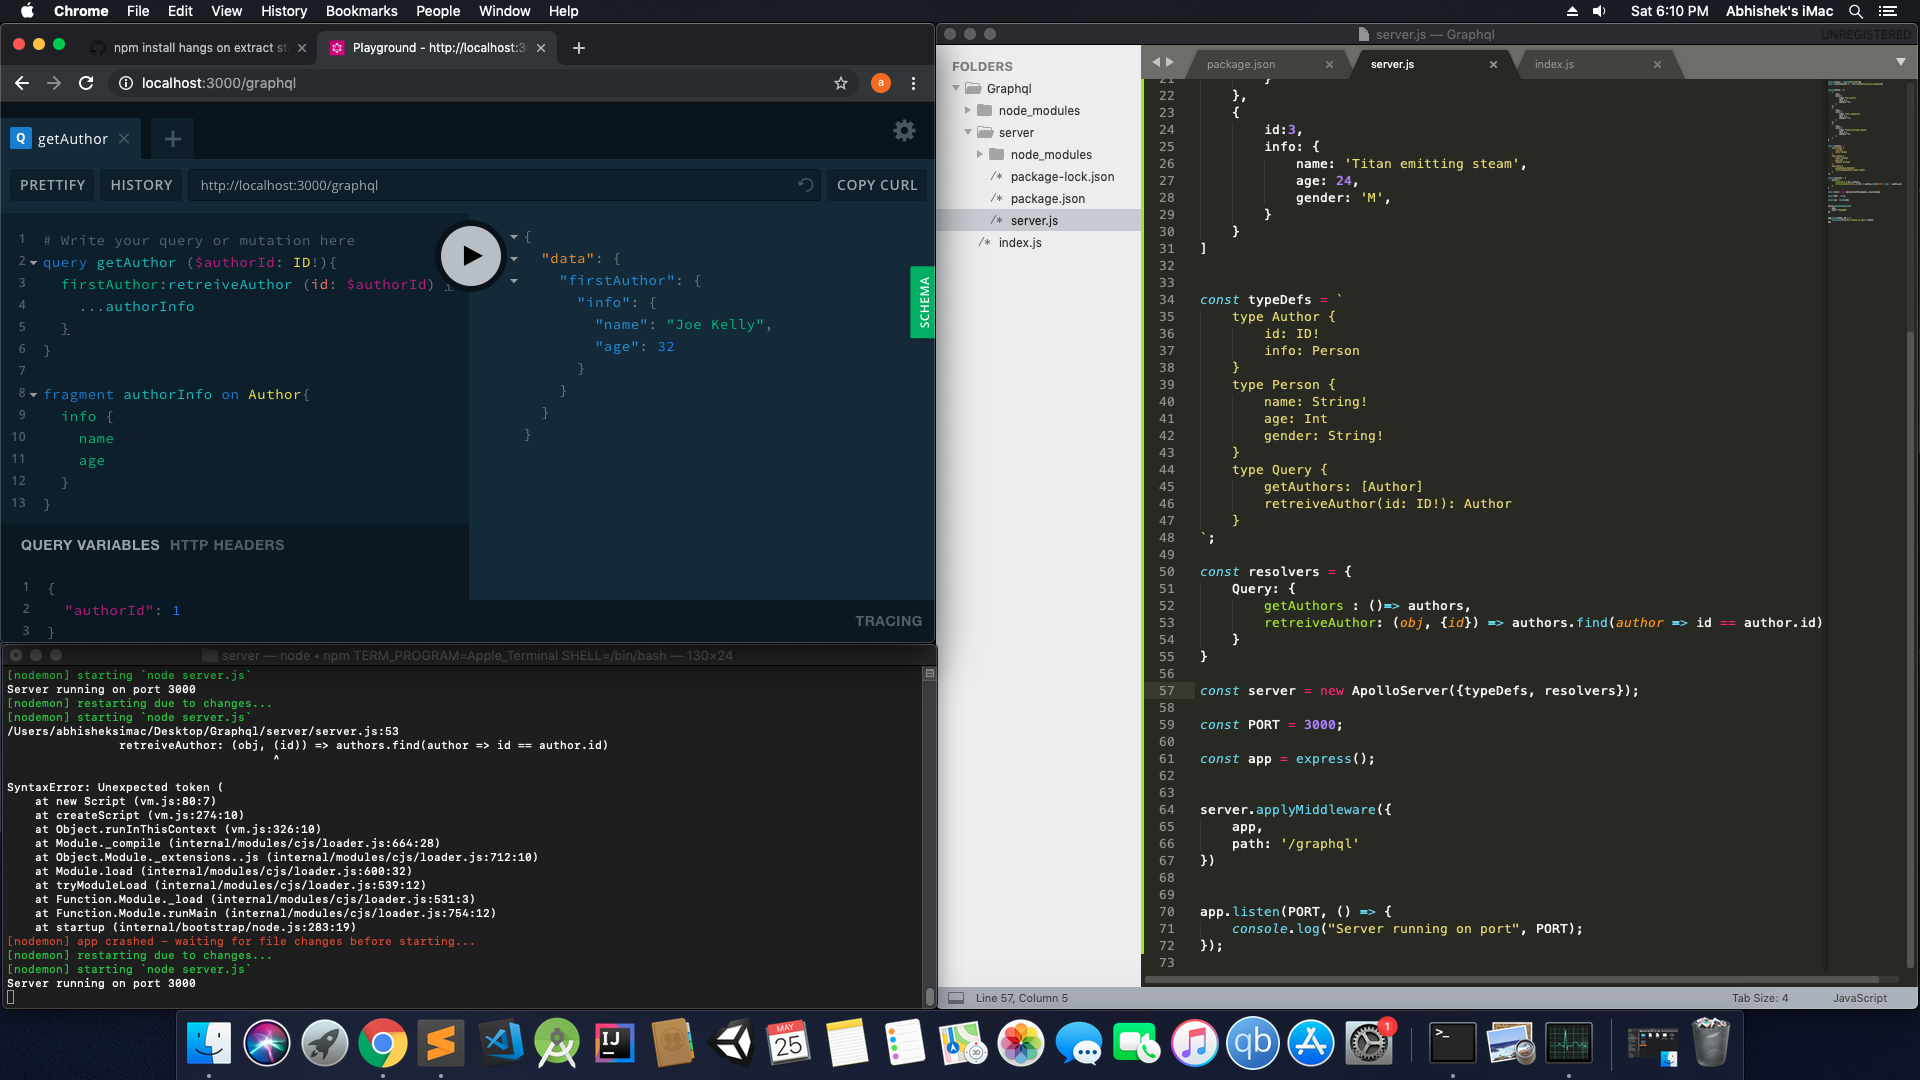 Chrome File Edit View History Bookmarks People Window Help
Sat 6:10 PM Abhishek's iMac
npm install hangs on extract st
Playground - http://localhost:3
localhost:3000/graphql
a
Q getAuthor
PRETTIFY HISTORY http://localhost:3000/graphql COPY CURL
1 # Write your query or mutation here
2 query getAuthor ($authorId: ID!){
3 firstAuthor:retreiveAuthor (id: $authorId) {
4 ...authorInfo
5 }
6 }
7
8 fragment authorInfo on Author{
9 info {
10 name
11 age
12 }
13 }
{
"data": {
"firstAuthor": {
"info": {
"name": "Joe Kelly",
"age": 32
}
}
}
}
SCHEMA
QUERY VARIABLES HTTP HEADERS
1 {
2 "authorId": 1
3 }
TRACING
server — node • npm TERM_PROGRAM=Apple_Terminal SHELL=/bin/bash — 130×24
[nodemon] starting `node server.js`
Server running on port 3000
[nodemon] restarting due to changes...
[nodemon] starting `node server.js`
/Users/abhisheksimac/Desktop/Graphql/server/server.js:53
retreiveAuthor: (obj, (id)) => authors.find(author => id == author.id)
^
SyntaxError: Unexpected token (
at new Script (vm.js:80:7)
at createScript (vm.js:274:10)
at Object.runInThisContext (vm.js:326:10)
at Module._compile (internal/modules/cjs/loader.js:664:28)
at Object.Module._extensions..js (internal/modules/cjs/loader.js:712:10)
at Module.load (internal/modules/cjs/loader.js:600:32)
at tryModuleLoad (internal/modules/cjs/loader.js:539:12)
at Function.Module._load (internal/modules/cjs/loader.js:531:3)
at Function.Module.runMain (internal/modules/cjs/loader.js:754:12)
at startup (internal/bootstrap/node.js:283:19)
[nodemon] app crashed - waiting for file changes before starting...
[nodemon] restarting due to changes...
[nodemon] starting `node server.js`
Server running on port 3000
server.js — Graphql
UNREGISTERED
FOLDERS
Graphql
node_modules
server
node_modules
/* package-lock.json
/* package.json
/* server.js
/* index.js
package.json
server.js
index.js
21 }
22 },
23 {
24 id:3,
25 info: {
26 name: 'Titan emitting steam',
27 age: 24,
28 gender: 'M',
29 }
30 }
31 ]
32
33
34 const typeDefs = `
35 type Author {
36 id: ID!
37 info: Person
38 }
39 type Person {
40 name: String!
41 age: Int
42 gender: String!
43 }
44 type Query {
45 getAuthors: [Author]
46 retreiveAuthor(id: ID!): Author
47 }
48 `;
49
50 const resolvers = {
51 Query: {
52 getAuthors : ()=> authors,
53 retreiveAuthor: (obj, {id}) => authors.find(author => id == author.id)
54 }
55 }
56
57 const server = new ApolloServer({typeDefs, resolvers});
58
59 const PORT = 3000;
60
61 const app = express();
62
63
64 server.applyMiddleware({
65 app,
66 path: '/graphql'
67 })
68
69
70 app.listen(PORT, () => {
71 console.log("Server running on port", PORT);
72 });
73
Line 57, Column 5
Tab Size: 4
JavaScript
IJ
MAY
25
3D
qb
1
>_